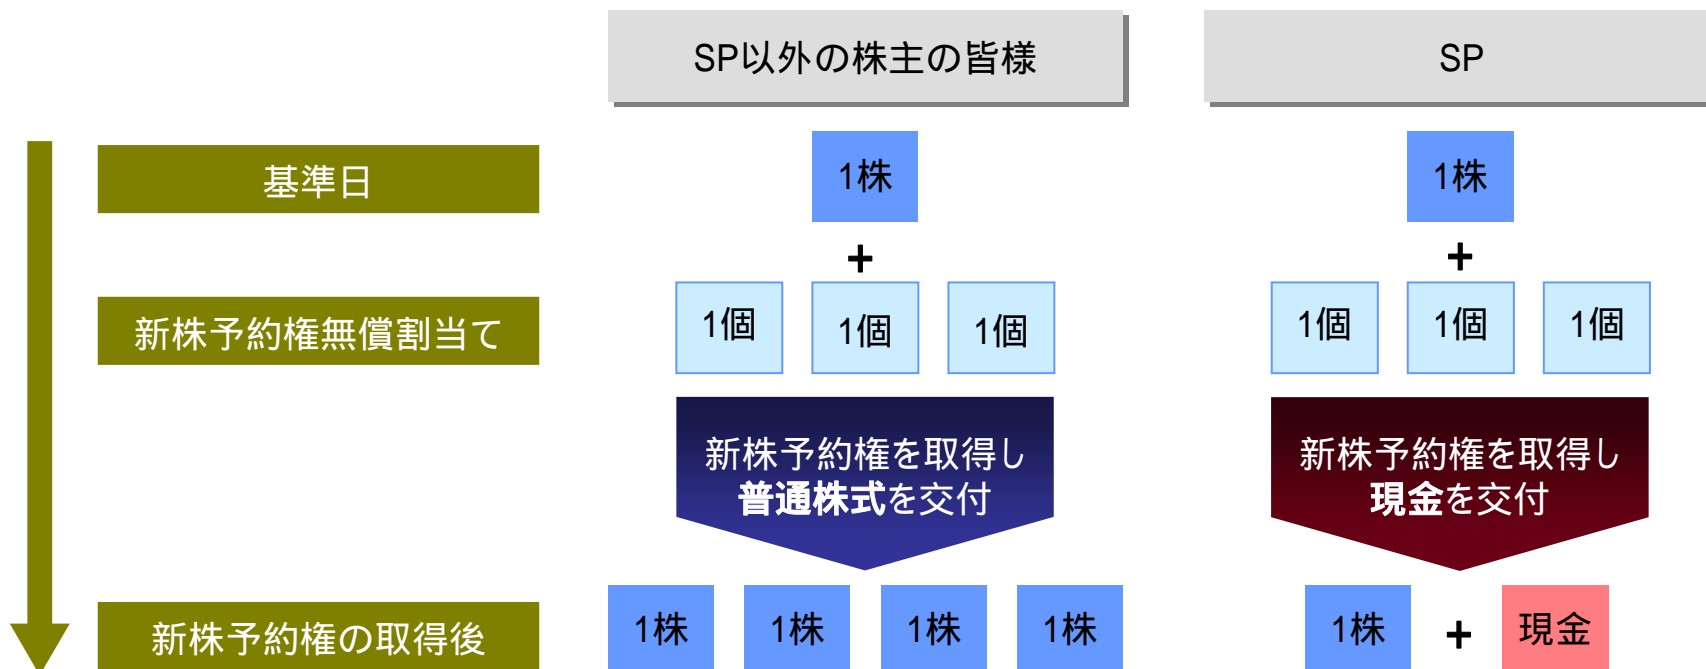 SP以外の株主の皆様
SP
基準日
1株
1株
+
+
新株予約権無償割当て
1個
1個
1個
1個
1個
1個
新株予約権を取得し
普通株式を交付
新株予約権を取得し
現金を交付
新株予約権の取得後
1株
1株
1株
1株
1株
+
現金